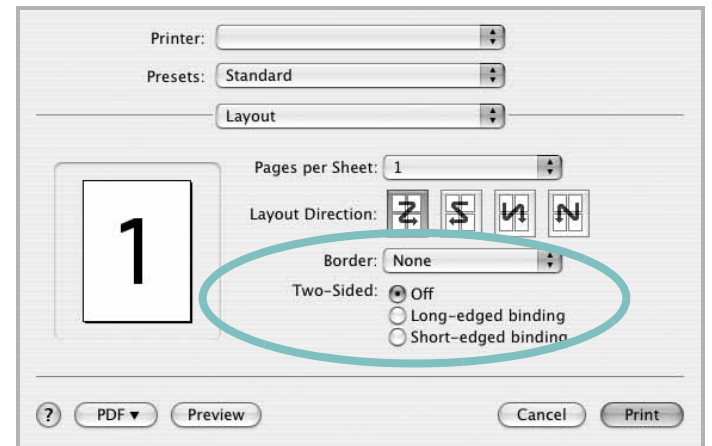 Printer:
Presets: Standard
Layout
Pages per Sheet: 1
Layout Direction:
1
Border: None
Two-Sided: Off
Long-edged binding
Short-edged binding
? PDF▼ Preview Cancel Print